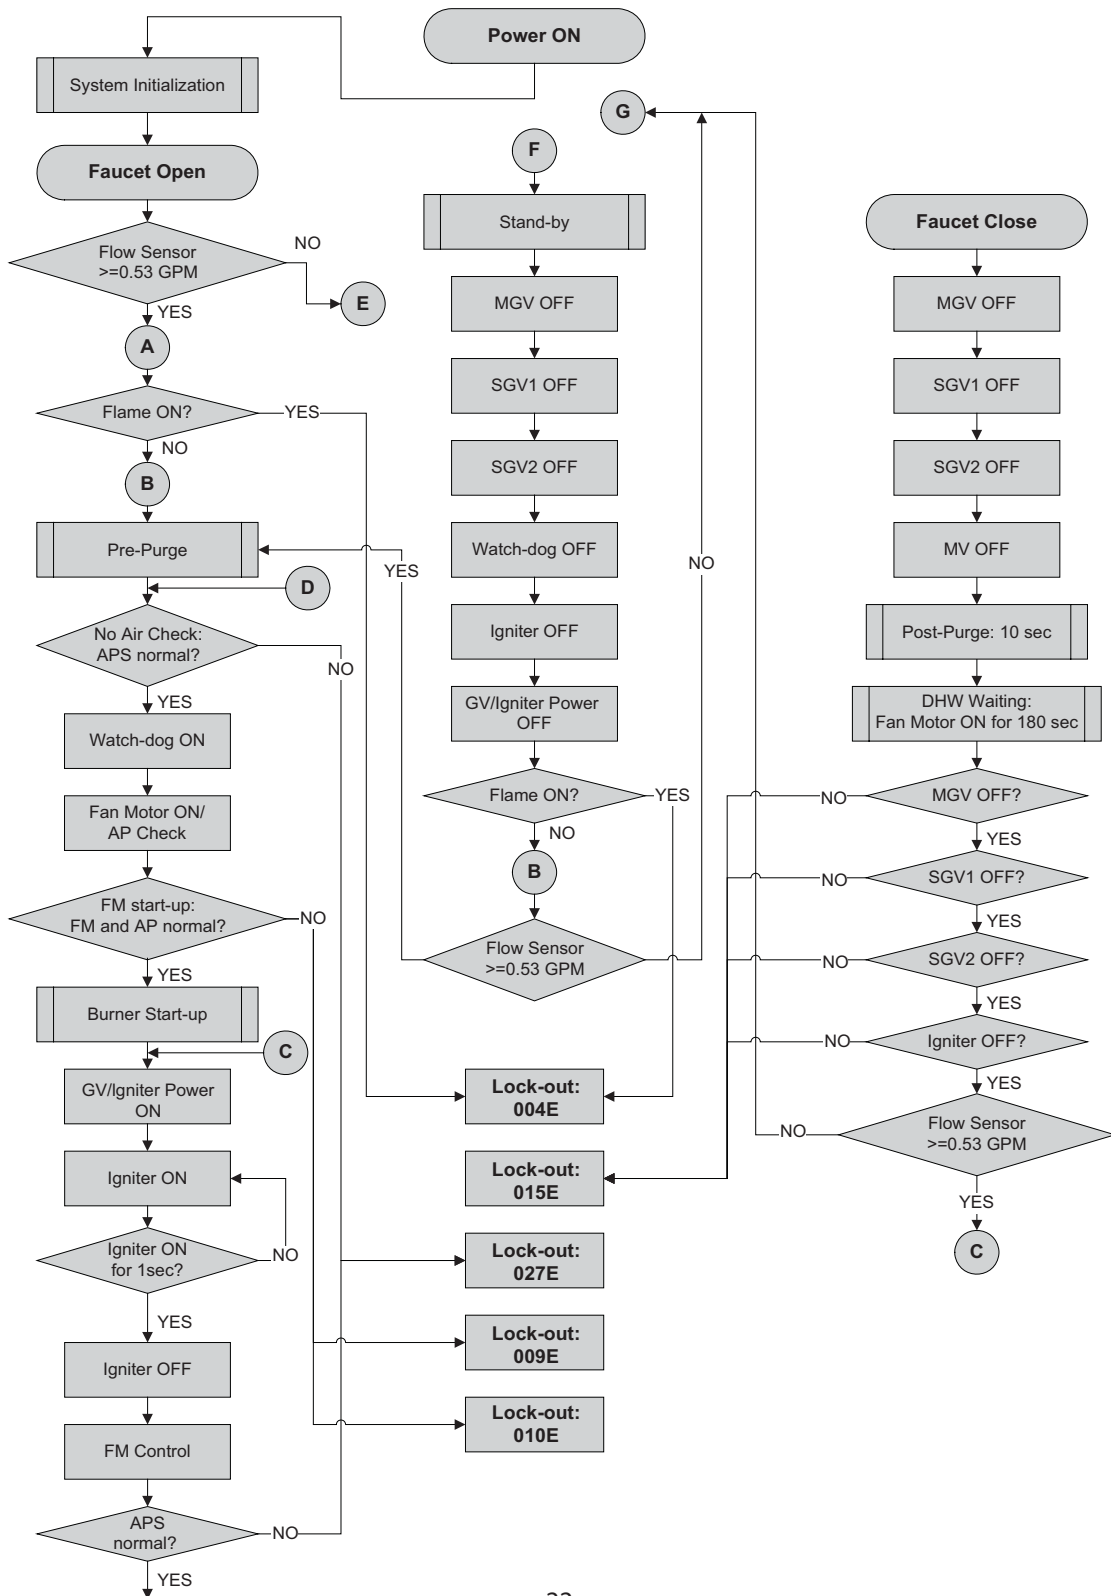 Power ON
System Initialization
G
F
Faucet Open
Stand-by
Faucet Close
Flow Sensor
>=0.53 GPM
NO
E
YES
A
Flame ON?
YES
NO
B
Pre-Purge
D
No Air Check:
APS normal?
NO
YES
Watch-dog ON
Fan Motor ON/
AP Check
FM start-up:
FM and AP normal?
NO
YES
Burner Start-up
C
GV/Igniter Power
ON
Igniter ON
Igniter ON
for 1sec?
NO
YES
Igniter OFF
FM Control
APS
normal?
NO
YES
MGV OFF
SGV1 OFF
SGV2 OFF
Watch-dog OFF
Igniter OFF
GV/Igniter Power
OFF
Flame ON?
YES
NO
B
Flow Sensor
>=0.53 GPM
YES
NO
Lock-out:
004E
Lock-out:
015E
Lock-out:
027E
Lock-out:
009E
Lock-out:
010E
MGV OFF
SGV1 OFF
SGV2 OFF
MV OFF
Post-Purge: 10 sec
DHW Waiting:
Fan Motor ON for 180 sec
MGV OFF?
NO
YES
SGV1 OFF?
NO
YES
SGV2 OFF?
NO
YES
Igniter OFF?
NO
YES
Flow Sensor
>=0.53 GPM
NO
YES
C